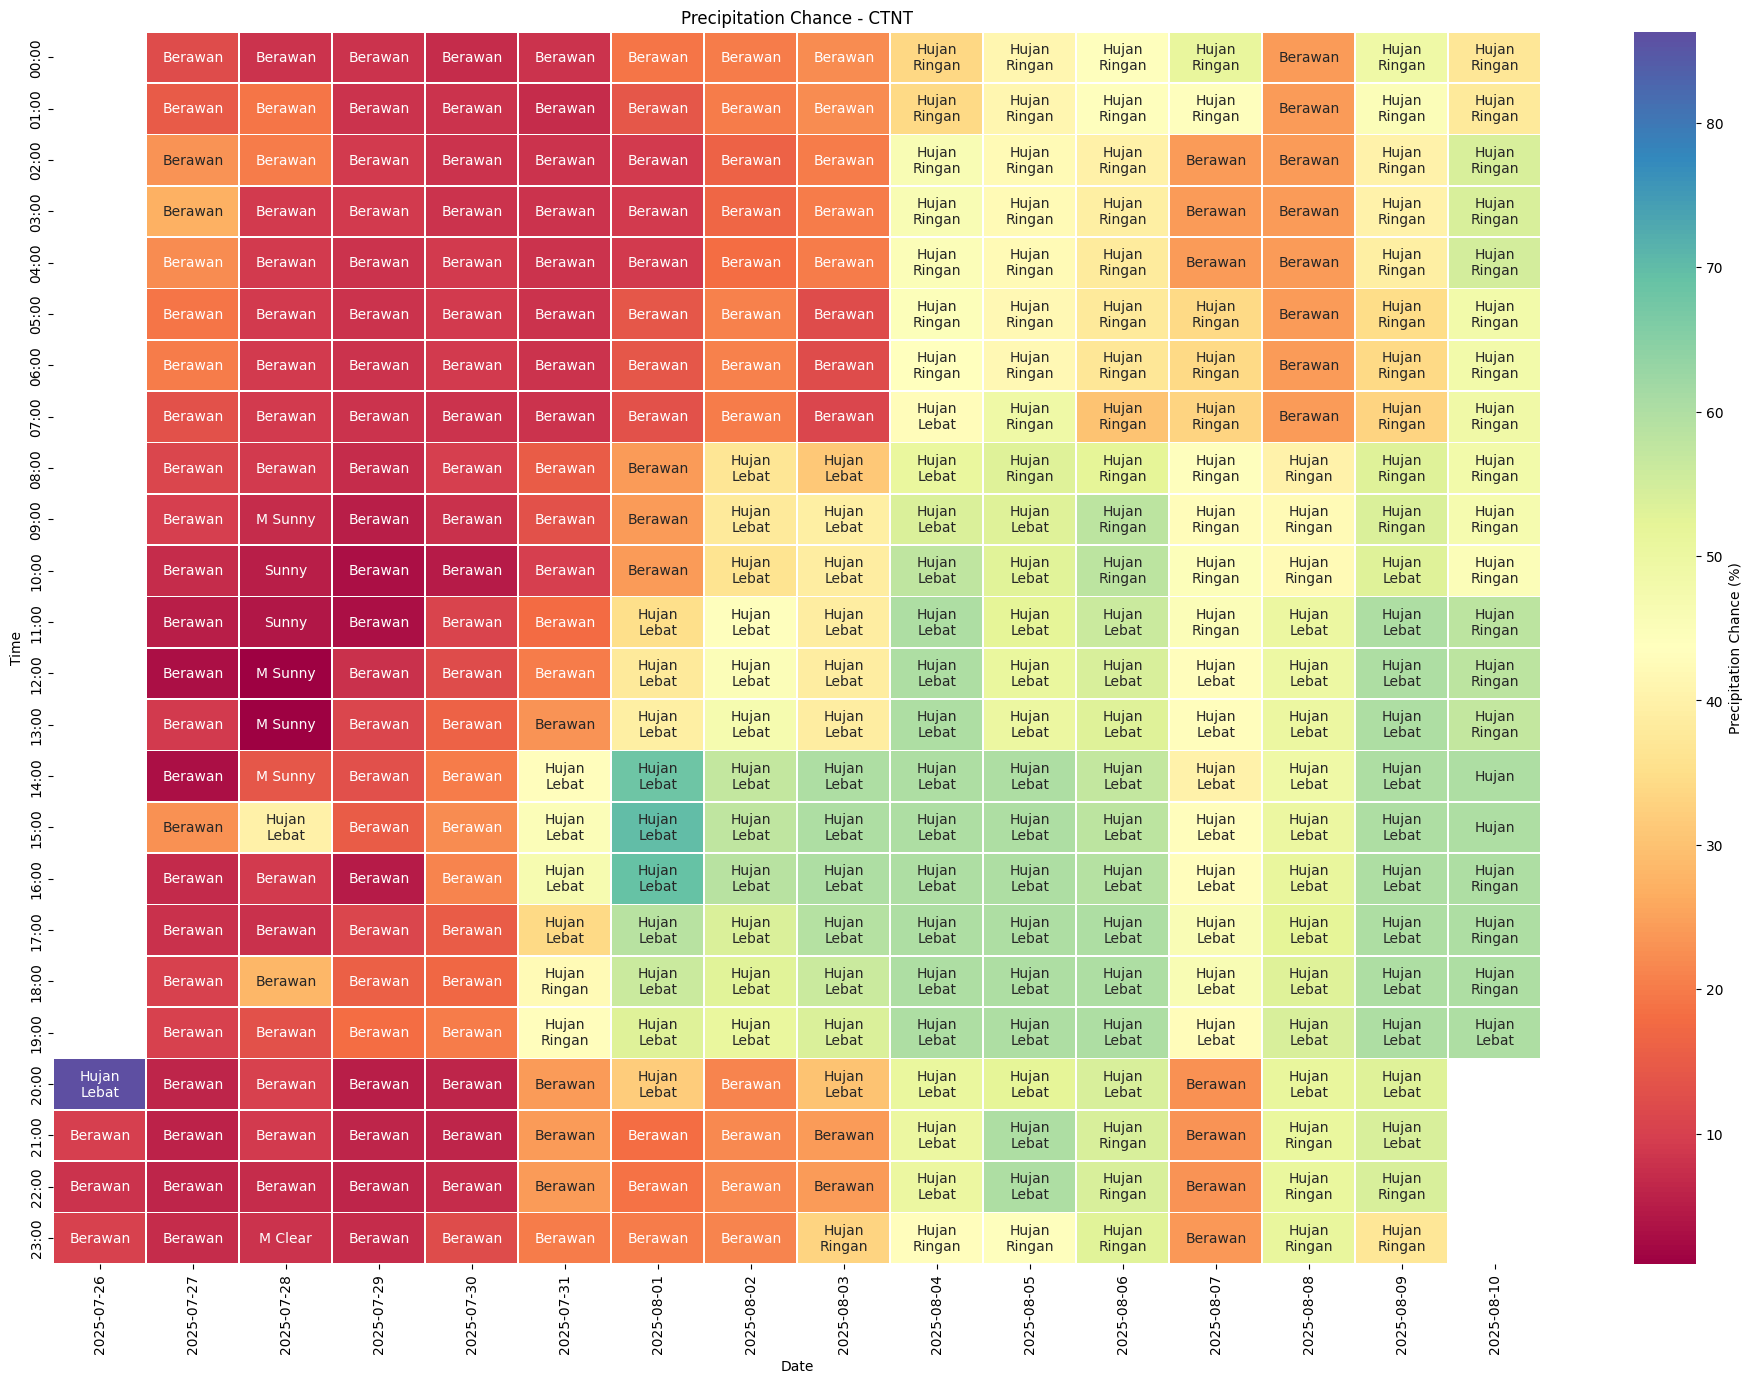 Precipitation Chance - CTNT
00:00 Berawan Berawan Berawan Berawan Berawan Berawan Berawan Berawan Hujan Ringan Hujan Ringan Hujan Ringan Hujan Ringan Berawan Hujan Ringan Hujan Ringan
01:00 Berawan Berawan Berawan Berawan Berawan Berawan Berawan Berawan Hujan Ringan Hujan Ringan Hujan Ringan Hujan Ringan Berawan Hujan Ringan Hujan Ringan
02:00 Berawan Berawan Berawan Berawan Berawan Berawan Berawan Berawan Hujan Ringan Hujan Ringan Hujan Ringan Berawan Berawan Hujan Ringan Hujan Ringan
03:00 Berawan Berawan Berawan Berawan Berawan Berawan Berawan Berawan Hujan Ringan Hujan Ringan Hujan Ringan Berawan Berawan Hujan Ringan Hujan Ringan
04:00 Berawan Berawan Berawan Berawan Berawan Berawan Berawan Berawan Hujan Ringan Hujan Ringan Hujan Ringan Berawan Berawan Hujan Ringan Hujan Ringan
05:00 Berawan Berawan Berawan Berawan Berawan Berawan Berawan Berawan Hujan Ringan Hujan Ringan Hujan Ringan Hujan Ringan Berawan Hujan Ringan Hujan Ringan
06:00 Berawan Berawan Berawan Berawan Berawan Berawan Berawan Berawan Hujan Ringan Hujan Ringan Hujan Ringan Hujan Ringan Berawan Hujan Ringan Hujan Ringan
07:00 Berawan Berawan Berawan Berawan Berawan Berawan Berawan Berawan Hujan Lebat Hujan Ringan Hujan Ringan Hujan Ringan Berawan Hujan Ringan Hujan Ringan
08:00 Berawan Berawan Berawan Berawan Berawan Berawan Hujan Lebat Hujan Lebat Hujan Lebat Hujan Ringan Hujan Ringan Hujan Ringan Hujan Ringan Hujan Ringan Hujan Ringan
09:00 Berawan M Sunny Berawan Berawan Berawan Berawan Hujan Lebat Hujan Lebat Hujan Lebat Hujan Lebat Hujan Ringan Hujan Ringan Hujan Ringan Hujan Ringan Hujan Ringan
10:00 Berawan Sunny Berawan Berawan Berawan Berawan Hujan Lebat Hujan Lebat Hujan Lebat Hujan Lebat Hujan Ringan Hujan Ringan Hujan Ringan Hujan Lebat Hujan Ringan
11:00 Berawan Sunny Berawan Berawan Berawan Hujan Lebat Hujan Lebat Hujan Lebat Hujan Lebat Hujan Lebat Hujan Lebat Hujan Ringan Hujan Lebat Hujan Lebat Hujan Ringan
12:00 Berawan M Sunny Berawan Berawan Berawan Hujan Lebat Hujan Lebat Hujan Lebat Hujan Lebat Hujan Lebat Hujan Lebat Hujan Lebat Hujan Lebat Hujan Lebat Hujan Ringan
13:00 Berawan M Sunny Berawan Berawan Berawan Hujan Lebat Hujan Lebat Hujan Lebat Hujan Lebat Hujan Lebat Hujan Lebat Hujan Lebat Hujan Lebat Hujan Lebat Hujan Ringan
14:00 Berawan M Sunny Berawan Berawan Hujan Lebat Hujan Lebat Hujan Lebat Hujan Lebat Hujan Lebat Hujan Lebat Hujan Lebat Hujan Lebat Hujan Lebat Hujan Lebat Hujan
15:00 Berawan Hujan Lebat Berawan Berawan Hujan Lebat Hujan Lebat Hujan Lebat Hujan Lebat Hujan Lebat Hujan Lebat Hujan Lebat Hujan Lebat Hujan Lebat Hujan Lebat Hujan
16:00 Berawan Berawan Berawan Berawan Hujan Lebat Hujan Lebat Hujan Lebat Hujan Lebat Hujan Lebat Hujan Lebat Hujan Lebat Hujan Lebat Hujan Lebat Hujan Lebat Hujan Ringan
17:00 Berawan Berawan Berawan Berawan Hujan Lebat Hujan Lebat Hujan Lebat Hujan Lebat Hujan Lebat Hujan Lebat Hujan Lebat Hujan Lebat Hujan Lebat Hujan Lebat Hujan Ringan
18:00 Berawan Berawan Berawan Berawan Hujan Ringan Hujan Lebat Hujan Lebat Hujan Lebat Hujan Lebat Hujan Lebat Hujan Lebat Hujan Lebat Hujan Lebat Hujan Lebat Hujan Ringan
19:00 Berawan Berawan Berawan Berawan Hujan Ringan Hujan Lebat Hujan Lebat Hujan Lebat Hujan Lebat Hujan Lebat Hujan Lebat Hujan Lebat Hujan Lebat Hujan Lebat Hujan Lebat
20:00 Hujan Lebat Berawan Berawan Berawan Berawan Berawan Hujan Lebat Berawan Hujan Lebat Hujan Lebat Hujan Lebat Hujan Lebat Berawan Hujan Lebat Hujan Lebat
21:00 Berawan Berawan Berawan Berawan Berawan Berawan Berawan Berawan Berawan Hujan Lebat Hujan Lebat Hujan Ringan Berawan Hujan Ringan Hujan Lebat
22:00 Berawan Berawan Berawan Berawan Berawan Berawan Berawan Berawan Berawan Hujan Lebat Hujan Lebat Hujan Ringan Berawan Hujan Ringan Hujan Ringan
23:00 Berawan Berawan M Clear Berawan Berawan Berawan Berawan Berawan Hujan Ringan Hujan Ringan Hujan Ringan Hujan Ringan Berawan Hujan Ringan Hujan Ringan
Time
2025-07-26 2025-07-27 2025-07-28 2025-07-29 2025-07-30 2025-07-31 2025-08-01 2025-08-02 2025-08-03 2025-08-04 2025-08-05 2025-08-06 2025-08-07 2025-08-08 2025-08-09 2025-08-10
Date
80
70
60
50
40
30
20
10
Precipitation Chance (%)